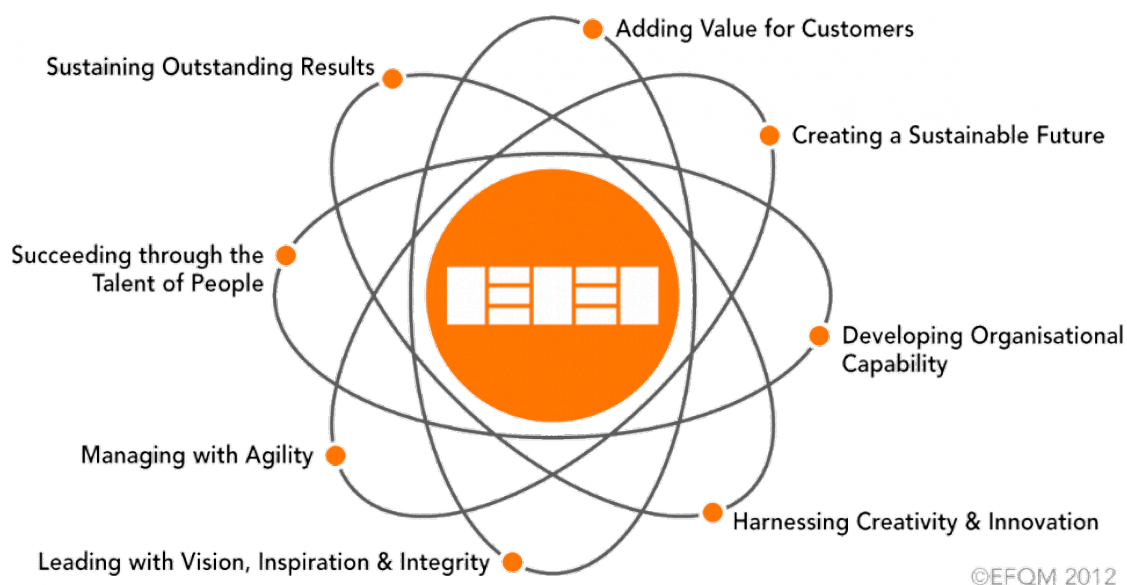 Adding Value for Customers
Sustaining Outstanding Results
Creating a Sustainable Future
Succeeding through the
Talent of People
Developing Organisational
Capability
Managing with Agility
Harnessing Creativity & Innovation
Leading with Vision, Inspiration & Integrity
©EFQM 2012